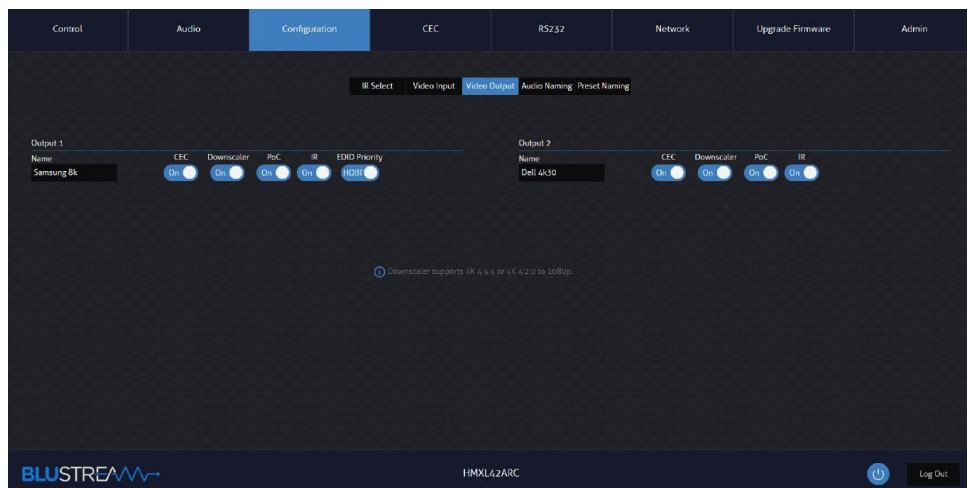 Control Audio Configuration CEC RS232 Network Upgrade Firmware Admin
IR Select Video Input Video Output Audio Naming Preset Naming
Output 1
Name CEC Downscaler PoC IR EDID Priority
Samsung 8k On On On On HDBT
Output 2
Name CEC Downscaler PoC IR
Dell 4k30 On On On On
Downscaler supports 4K 4:4:4 or 4K 4:2:0 to 1080p.
BLUSTREAM HMXL42ARC Log Out